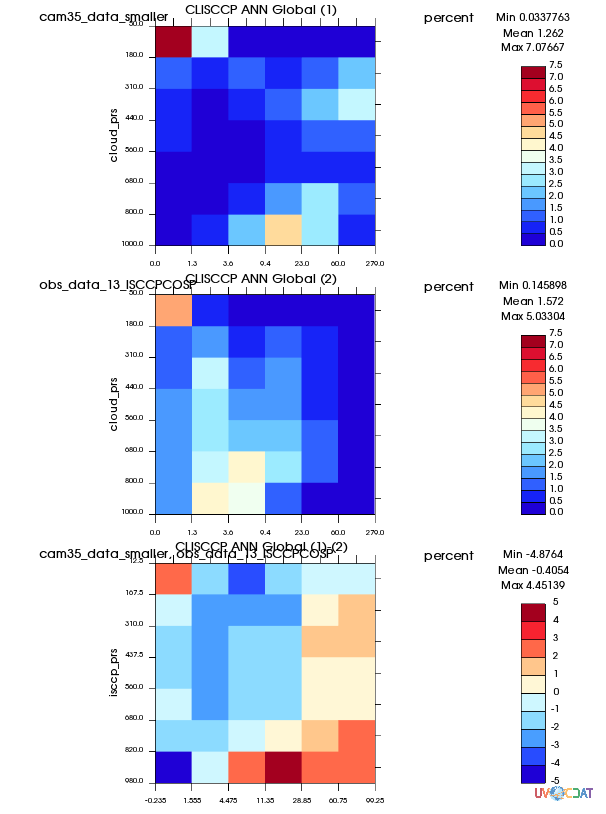 CLISCCP ANN Global (1)
cam35_data_smaller
percent
Min 0.0337763
Mean 1.262
Max 7.07667
50.0
180.0
310.0
440.0
560.0
680.0
800.0
1000.0
cloud_prs
0.0 1.3 3.6 9.4 23.0 60.0 279.0
7.5
7.0
6.5
6.0
5.5
5.0
4.5
4.0
3.5
3.0
2.5
2.0
1.5
1.0
0.5
0.0
CLISCCP ANN Global (2)
obs_data_13_ISCCPCOSP
percent
Min 0.145898
Mean 1.572
Max 5.03304
50.0
180.0
310.0
440.0
560.0
680.0
800.0
1000.0
cloud_prs
0.0 1.3 3.6 9.4 23.0 60.0 279.0
7.5
7.0
6.5
6.0
5.5
5.0
4.5
4.0
3.5
3.0
2.5
2.0
1.5
1.0
0.5
0.0
CLISCCP ANN Global (1)-(2)
cam35_data_smaller, obs_data_13_ISCCPCOSP
percent
Min -4.8764
Mean -0.4054
Max 4.45139
12.5
167.5
310.0
437.5
560.0
680.0
820.0
980.0
isccp_prs
-0.235 1.555 4.475 11.35 28.85 60.75 99.25
5
4
3
2
1
0
-1
-2
-3
-4
-5
UV CDAT